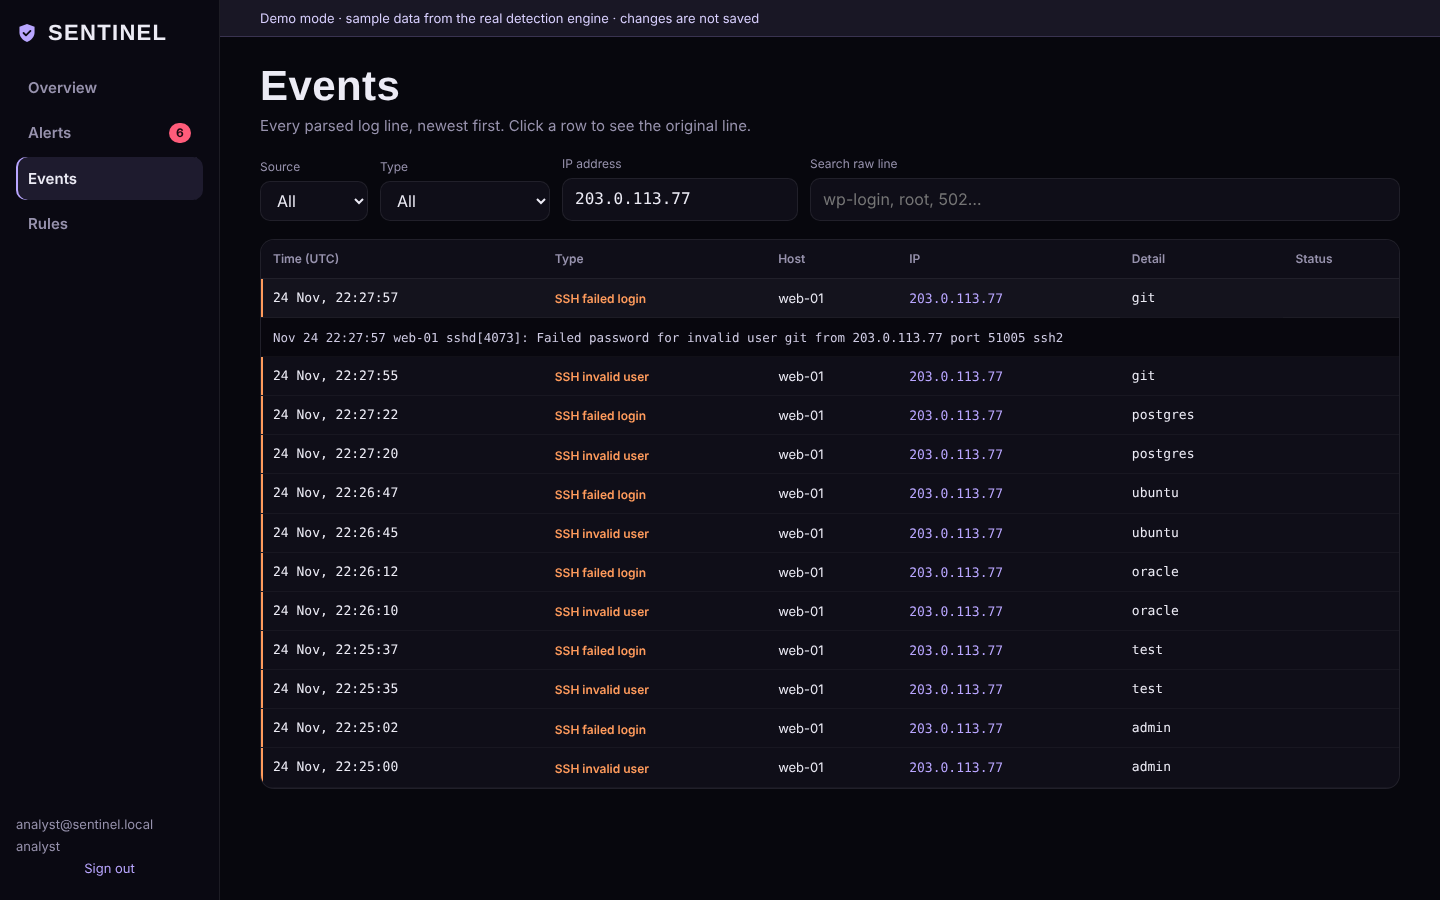 SENTINEL
Overview
Alerts 6
Events
Rules
analyst@sentinel.local
analyst
Sign out
Demo mode · sample data from the real detection engine · changes are not saved
Events
Every parsed log line, newest first. Click a row to see the original line.
Source Type IP address Search raw line
All All 203.0.113.77 wp-login, root, 502...
Time (UTC) Type Host IP Detail Status
24 Nov, 22:27:57 SSH failed login web-01 203.0.113.77 git
Nov 24 22:27:57 web-01 sshd[4073]: Failed password for invalid user git from 203.0.113.77 port 51005 ssh2
24 Nov, 22:27:55 SSH invalid user web-01 203.0.113.77 git
24 Nov, 22:27:22 SSH failed login web-01 203.0.113.77 postgres
24 Nov, 22:27:20 SSH invalid user web-01 203.0.113.77 postgres
24 Nov, 22:26:47 SSH failed login web-01 203.0.113.77 ubuntu
24 Nov, 22:26:45 SSH invalid user web-01 203.0.113.77 ubuntu
24 Nov, 22:26:12 SSH failed login web-01 203.0.113.77 oracle
24 Nov, 22:26:10 SSH invalid user web-01 203.0.113.77 oracle
24 Nov, 22:25:37 SSH failed login web-01 203.0.113.77 test
24 Nov, 22:25:35 SSH invalid user web-01 203.0.113.77 test
24 Nov, 22:25:02 SSH failed login web-01 203.0.113.77 admin
24 Nov, 22:25:00 SSH invalid user web-01 203.0.113.77 admin